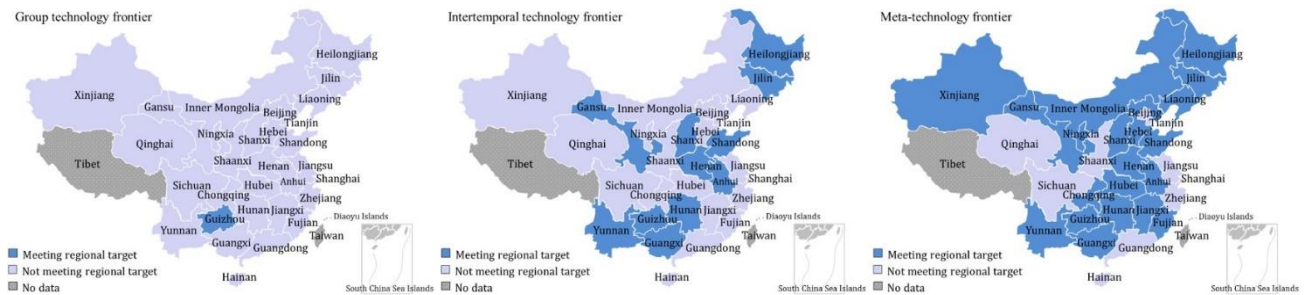 Group technology frontier
Heilongjiang
Jilin
Xinjiang
Liaoning
Gansu
Inner Mongolia
Beijing
Tianjin
Ningxia
Hebei
Shanxi
Shandong
Qinghai
Shaanxi
Henan
Jiangsu
Tibet
Shanghai
Sichuan
Hubei
Anhui
Chongqing
Zhejiang
Hunan
Jiangxi
Guizhou
Fujian
Diaoyu Islands
Yunnan
Taiwan
Guangxi
Guangdong
Hainan
Meeting regional target
Not meeting regional target
No data
South China Sea Islands
Intertemporal technology frontier
Heilongjiang
Jilin
Xinjiang
Liaoning
Gansu
Inner Mongolia
Beijing
Tianjin
Ningxia
Hebei
Shanxi
Shandong
Qinghai
Shaanxi
Henan
Jiangsu
Tibet
Shanghai
Sichuan
Hubei
Anhui
Chongqing
Zhejiang
Hunan
Jiangxi
Guizhou
Fujian
Diaoyu Islands
Yunnan
Taiwan
Guangxi
Guangdong
Hainan
Meeting regional target
Not meeting regional target
No data
South China Sea Islands
Meta-technology frontier
Heilongjiang
Jilin
Xinjiang
Liaoning
Gansu
Inner Mongolia
Beijing
Tianjin
Ningxia
Hebei
Shanxi
Shandong
Qinghai
Shaanxi
Henan
Jiangsu
Tibet
Shanghai
Sichuan
Hubei
Anhui
Chongqing
Zhejiang
Hunan
Jiangxi
Guizhou
Fujian
Diaoyu Islands
Yunnan
Taiwan
Guangxi
Guangdong
Hainan
Meeting regional target
Not meeting regional target
No data
South China Sea Islands